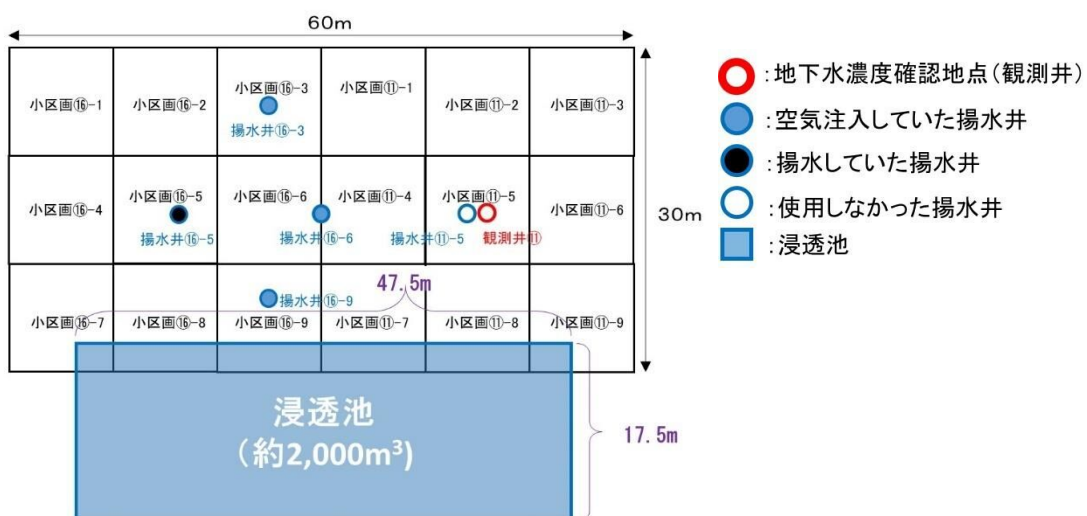 60m
小区画⑯-1
小区画⑯-2
小区画⑯-3
揚水井⑯-3
小区画⑪-1
小区画⑪-2
小区画⑪-3
小区画⑯-4
小区画⑯-5
揚水井⑯-5
小区画⑯-6
揚水井⑯-6
小区画⑪-4
小区画⑪-5
揚水井⑪-5
観測井⑪
小区画⑪-6
30m
47.5m
揚水井⑯-9
小区画⑯-7
小区画⑯-8
小区画⑯-9
小区画⑪-7
小区画⑪-8
小区画⑪-9
浸透池
(約2,000m³)
17.5m
:地下水濃度確認地点(観測井)
:空気注入していた揚水井
:揚水していた揚水井
:使用しなかった揚水井
:浸透池